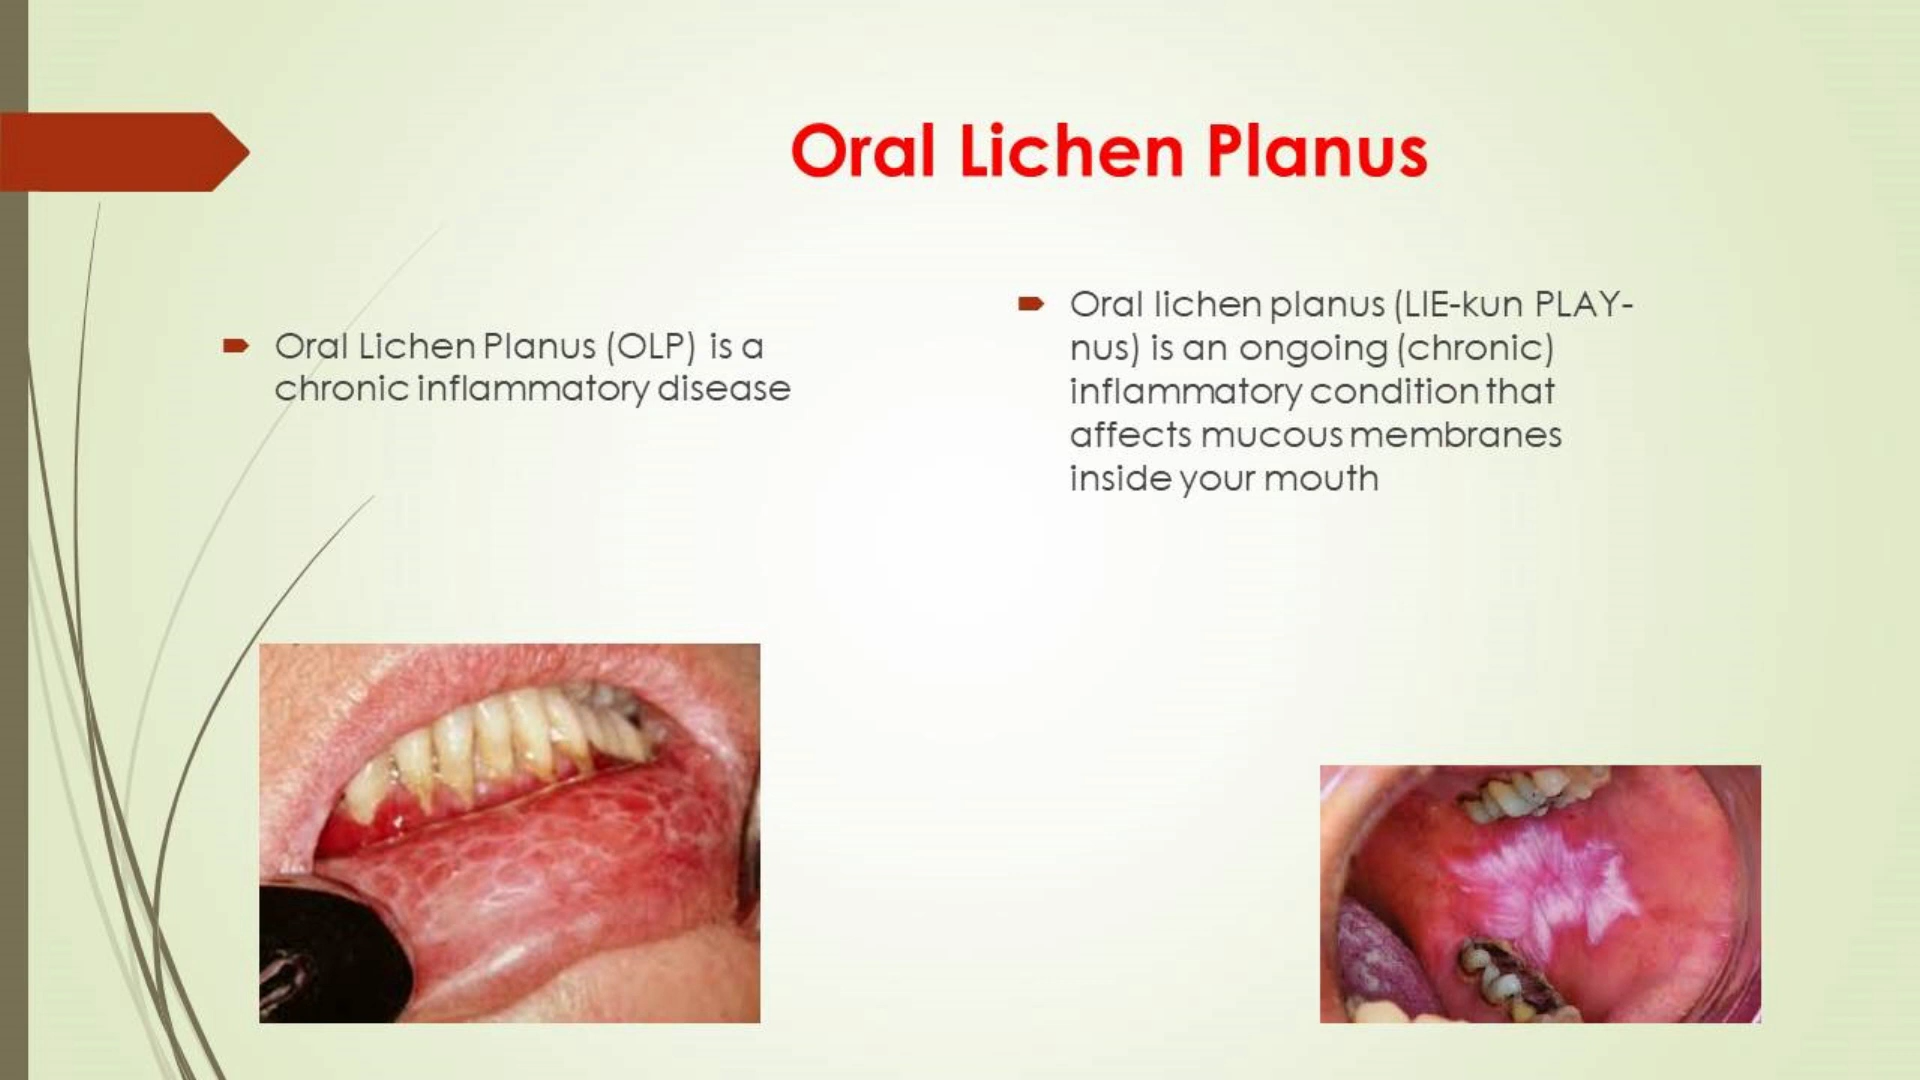 Oral Lichen Planus
Oral Lichen Planus (OLP) is a
chronic inflammatory disease
Oral lichen planus (LIE-kun PLAY-
nus) is an ongoing (chronic)
inflammatory condition that
affects mucous membranes
inside your mouth